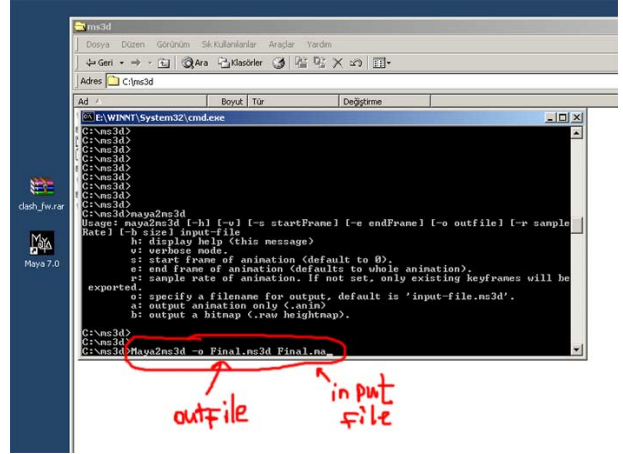 ms3d
Dosya Düzen Görünüm Sık Kullanılanlar Araçlar Yardım
Geri Ara Klasörler
Adres C:\ms3d
Ad Boyut Tür Değiştirme
E:\WINNT\System32\cmd.exe
C:\ms3d>
C:\ms3d>
C:\ms3d>
C:\ms3d>
C:\ms3d>
C:\ms3d>
C:\ms3d>
C:\ms3d>maya2ms3d
Usage: maya2ms3d [-h] [-v] [-s startFrame] [-e endFrame] [-o outfile] [-r sample
Rate] [-b size] input-file
h: display help (this message)
v: verbose mode.
s: start frame of animation (default to 0).
e: end frame of animation (defaults to whole animation).
r: sample rate of animation. If not set, only existing keyframes will be
exported.
o: specify a filename for output, default is 'input-file.ms3d'.
a: output animation only (.anim)
b: output a bitmap (.raw heightmap).
C:\ms3d>
C:\ms3d>
C:\ms3d>Maya2ms3d -o Final.ms3d Final.ma_
clash_fw.rar
Maya 7.0
outfile
input
file